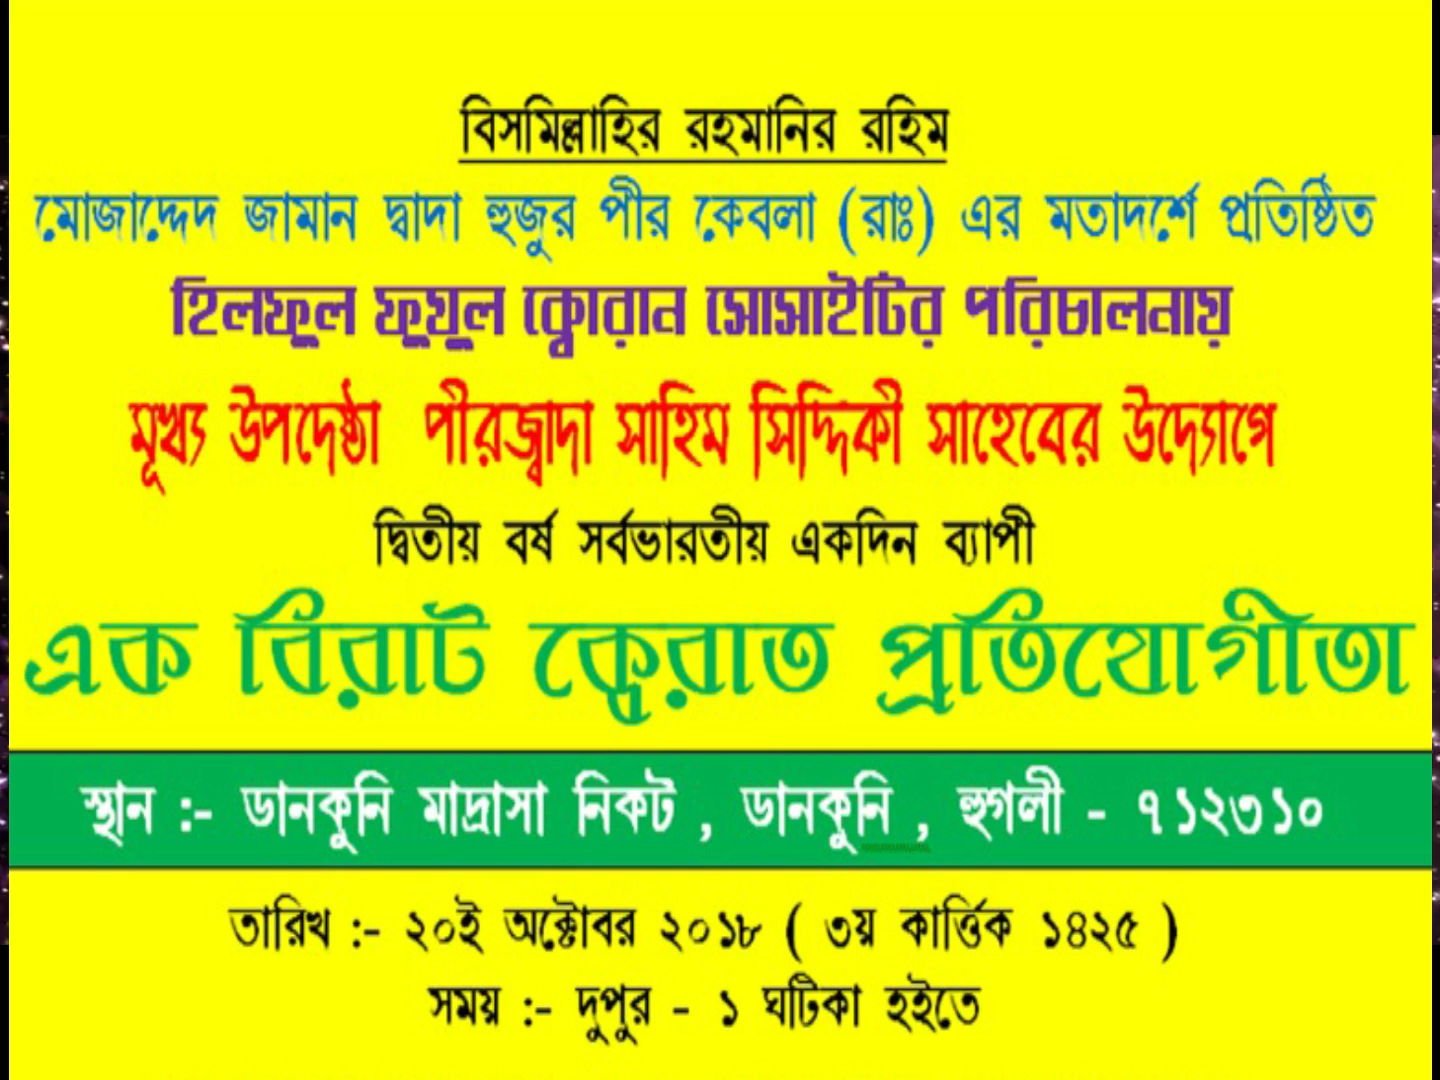 বিসমিল্লাহির রহমানির রহিম
মোজাদ্দেদ জামান দ্বাদা হুজুর পীর কেবলা (রাঃ) এর মতাদর্শে প্রতিষ্ঠিত
হিলফুল ফুযুল ক্বোরান সোসাইটির পরিচালনায়
মূখ্য উপদেষ্ঠা পীরজ্বাদা সাহিম সিদ্দিকী সাহেবের উদ্যোগে
দ্বিতীয় বর্ষ সর্বভারতীয় একদিন ব্যাপী
এক বিরাট ক্বেরাত প্রতিযোগীতা
স্থান :- ডানকুনি মাদ্রাসা নিকট , ডানকুনি , হুগলী - ৭১২৩১০
তারিখ :- ২০ই অক্টোবর ২০১৮ ( ৩য় কার্ত্তিক ১৪২৫ )
সময় :- দুপুর - ১ ঘটিকা হইতে